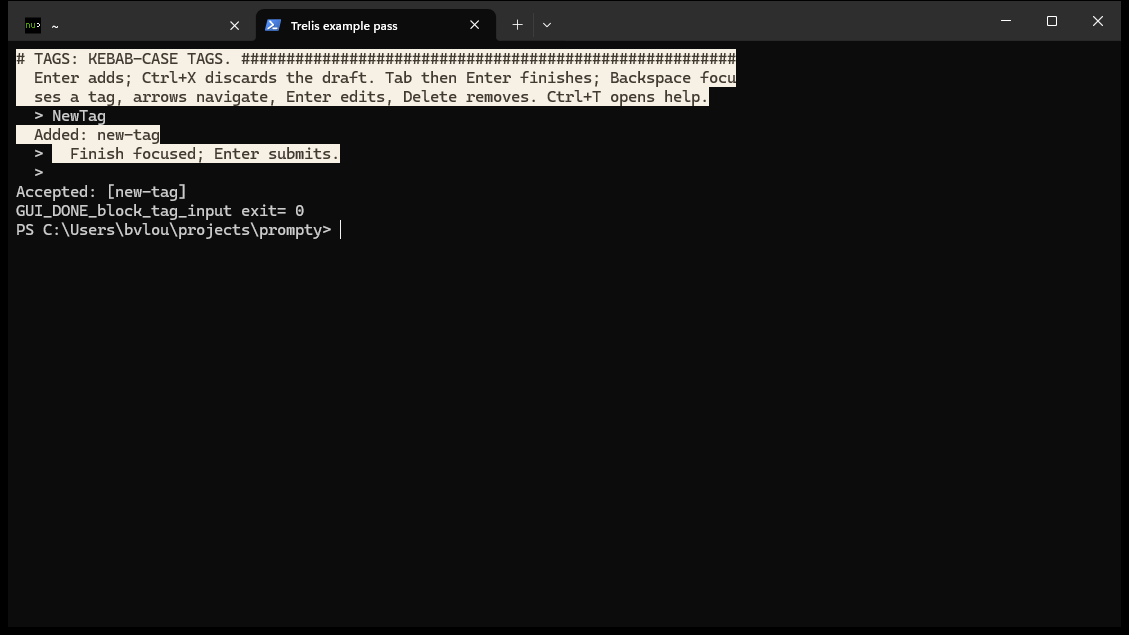 nu>
~
Trelis example pass
# TAGS: KEBAB-CASE TAGS. #######################################################
Enter adds; Ctrl+X discards the draft. Tab then Enter finishes; Backspace focu
ses a tag, arrows navigate, Enter edits, Delete removes. Ctrl+T opens help.
> NewTag
Added: new-tag
> Finish focused; Enter submits.
>
Accepted: [new-tag]
GUI_DONE_block_tag_input exit= 0
PS C:\Users\bvlou\projects\prompty>